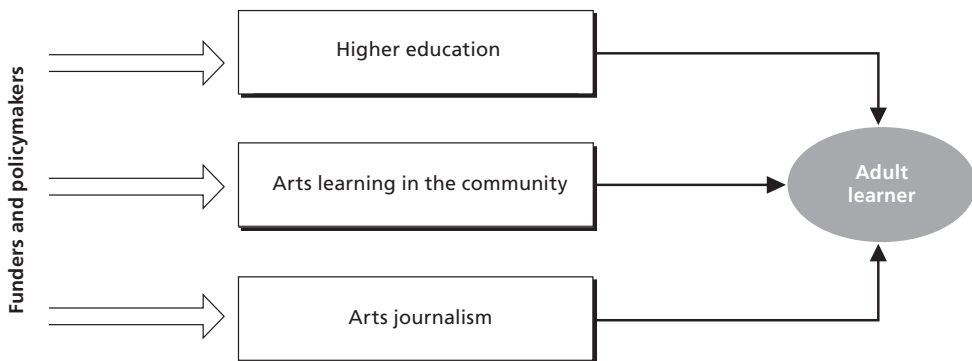 Funders and policymakers
Higher education
Arts learning in the community
Arts journalism
Adult
learner